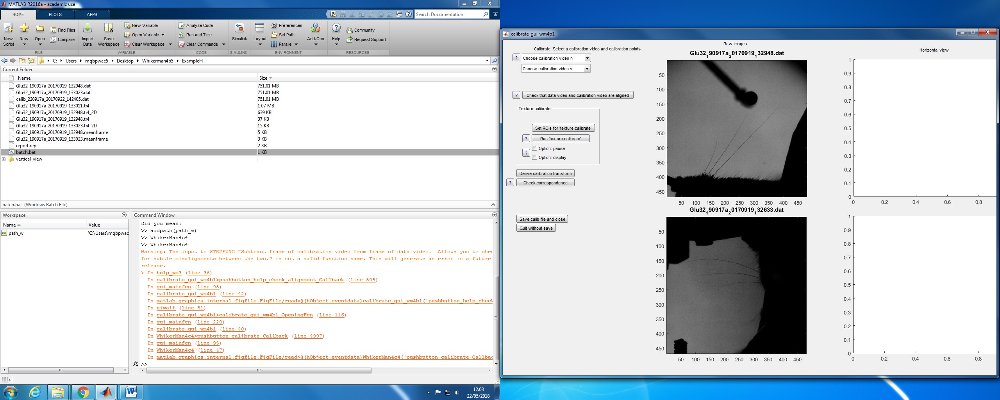 MATLAB R2016a - academic use
HOME PLOTS APPS
Search Documentation
New Script
New
Open
Find Files
Compare
FILE
Import Data
Save Workspace
New Variable
Open Variable
Clear Workspace
VARIABLE
Analyze Code
Run and Time
Clear Commands
CODE
Simulink
SIMULINK
Layout
Preferences
Set Path
Parallel
Add-Ons
ENVIRONMENT
Help
Community
Request Support
RESOURCES
C: Users mqbpwac5 Desktop Whikerman4b5 ExampleH
Current Folder
Name Size
Glu32_190917a_20170919_132948.dat 751.01 MB
Glu32_190917a_20170919_133023.dat 751.01 MB
calib_220917a_20170922_142405.dat 751.01 MB
Glu32_190917a_20170919_133011.tr4 1.07 MB
Glu32_190917a_20170919_132948.tr4_2D 639 KB
Glu32_190917a_20170919_132948.tr4 37 KB
Glu32_190917a_20170919_133023.tr4_2D 15 KB
Glu32_190917a_20170919_132948.meanframe 5 KB
Glu32_190917a_20170919_133023.meanframe 3 KB
report.rep 2 KB
batch.bat 1 KB
vertical_view
batch.bat (Windows Batch File)
Workspace
Name Value
path_w 'C:\Users\mqbpwac
Command Window
Did you mean:
>> addpath(path_w)
>> WhikerMan4c4
>> WhikerMan4c4
Warning: The input to STR2FUNC "Subtract frame of calibration video from frame of data video.  Allows you to chec
for subtle misalignments between the two." is not a valid function name. This will generate an error in a future
release.
> In help_wm3 (line 36)
In calibrate_gui_wm4b1>pushbutton_help_check_alignment_Callback (line 505)
In gui_mainfcn (line 95)
In calibrate_gui_wm4b1 (line 42)
In matlab.graphics.internal.figfile.FigFile/read>@(hObject,eventdata)calibrate_gui_wm4b1('pushbutton_help_check
In uiwait (line 81)
In calibrate_gui_wm4b1>calibrate_gui_wm4b1_OpeningFcn (line 116)
In gui_mainfcn (line 220)
In calibrate_gui_wm4b1 (line 40)
In WhikerMan4c4>pushbutton_calibrate_Callback (line 4997)
In gui_mainfcn (line 95)
In WhikerMan4c4 (line 47)
In matlab.graphics.internal.figfile.FigFile/read>@(hObject,eventdata)WhikerMan4c4('pushbutton_calibrate_Callbac
fx >>
12:03
22/05/2018
calibrate_gui_wm4b1
Calibrate: Select a calibration video and calibration points.
? Choose calibration video h
Choose calibration video v
? Check that data video and calibration video are aligned
Texture calibrate
Set ROIs for 'texture calibrate'
? Run 'texture calibrate'
? Option: pause
Option: display
Derive calibration transform
? Check correspondence
Save calib file and close
Quit without save
Raw images
Glu32_190917a_20170919_132948.dat
50
100
150
200
250
300
350
400
450
50 100 150 200 250 300 350 400 450
Glu32_190917a_20170919_132633.dat
50
100
150
200
250
300
350
400
450
50 100 150 200 250 300 350 400 450
Horizontal view
1
0.9
0.8
0.7
0.6
0.5
0.4
0.3
0.2
0.1
0
0 0.2 0.4 0.6 0.8
1
0.9
0.8
0.7
0.6
0.5
0.4
0.3
0.2
0.1
0
0 0.2 0.4 0.6 0.8